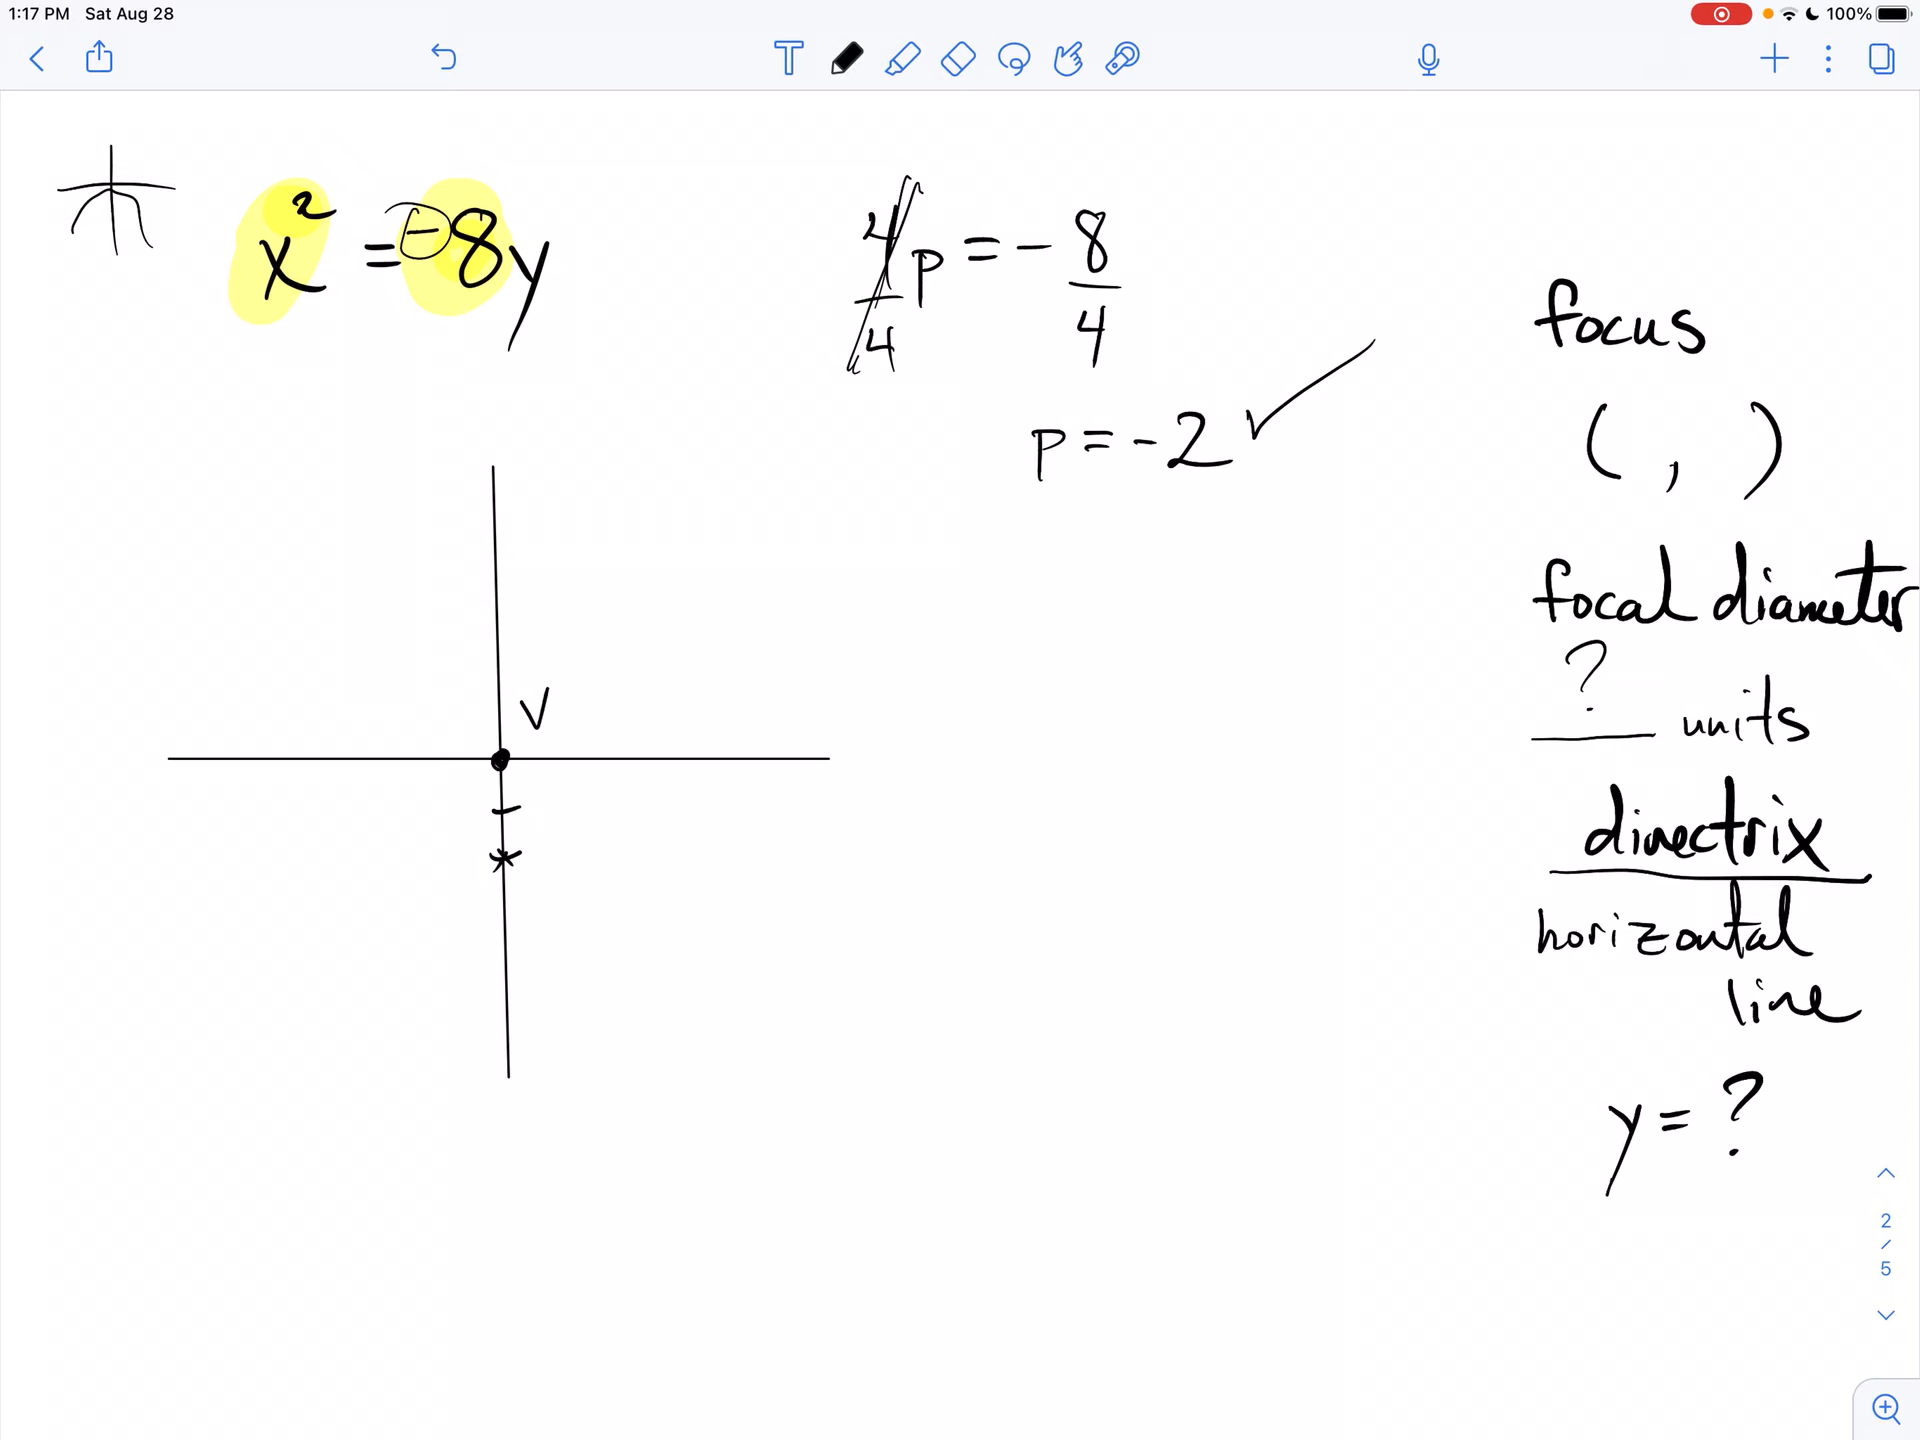 1:17 PM Sat Aug 28
100%
x² = -8y
4p/4 = -8/4
p = -2 ✓
V
focus
( , )
focal diameter
? units
directrix
horizontal
line
y = ?
2
/
5